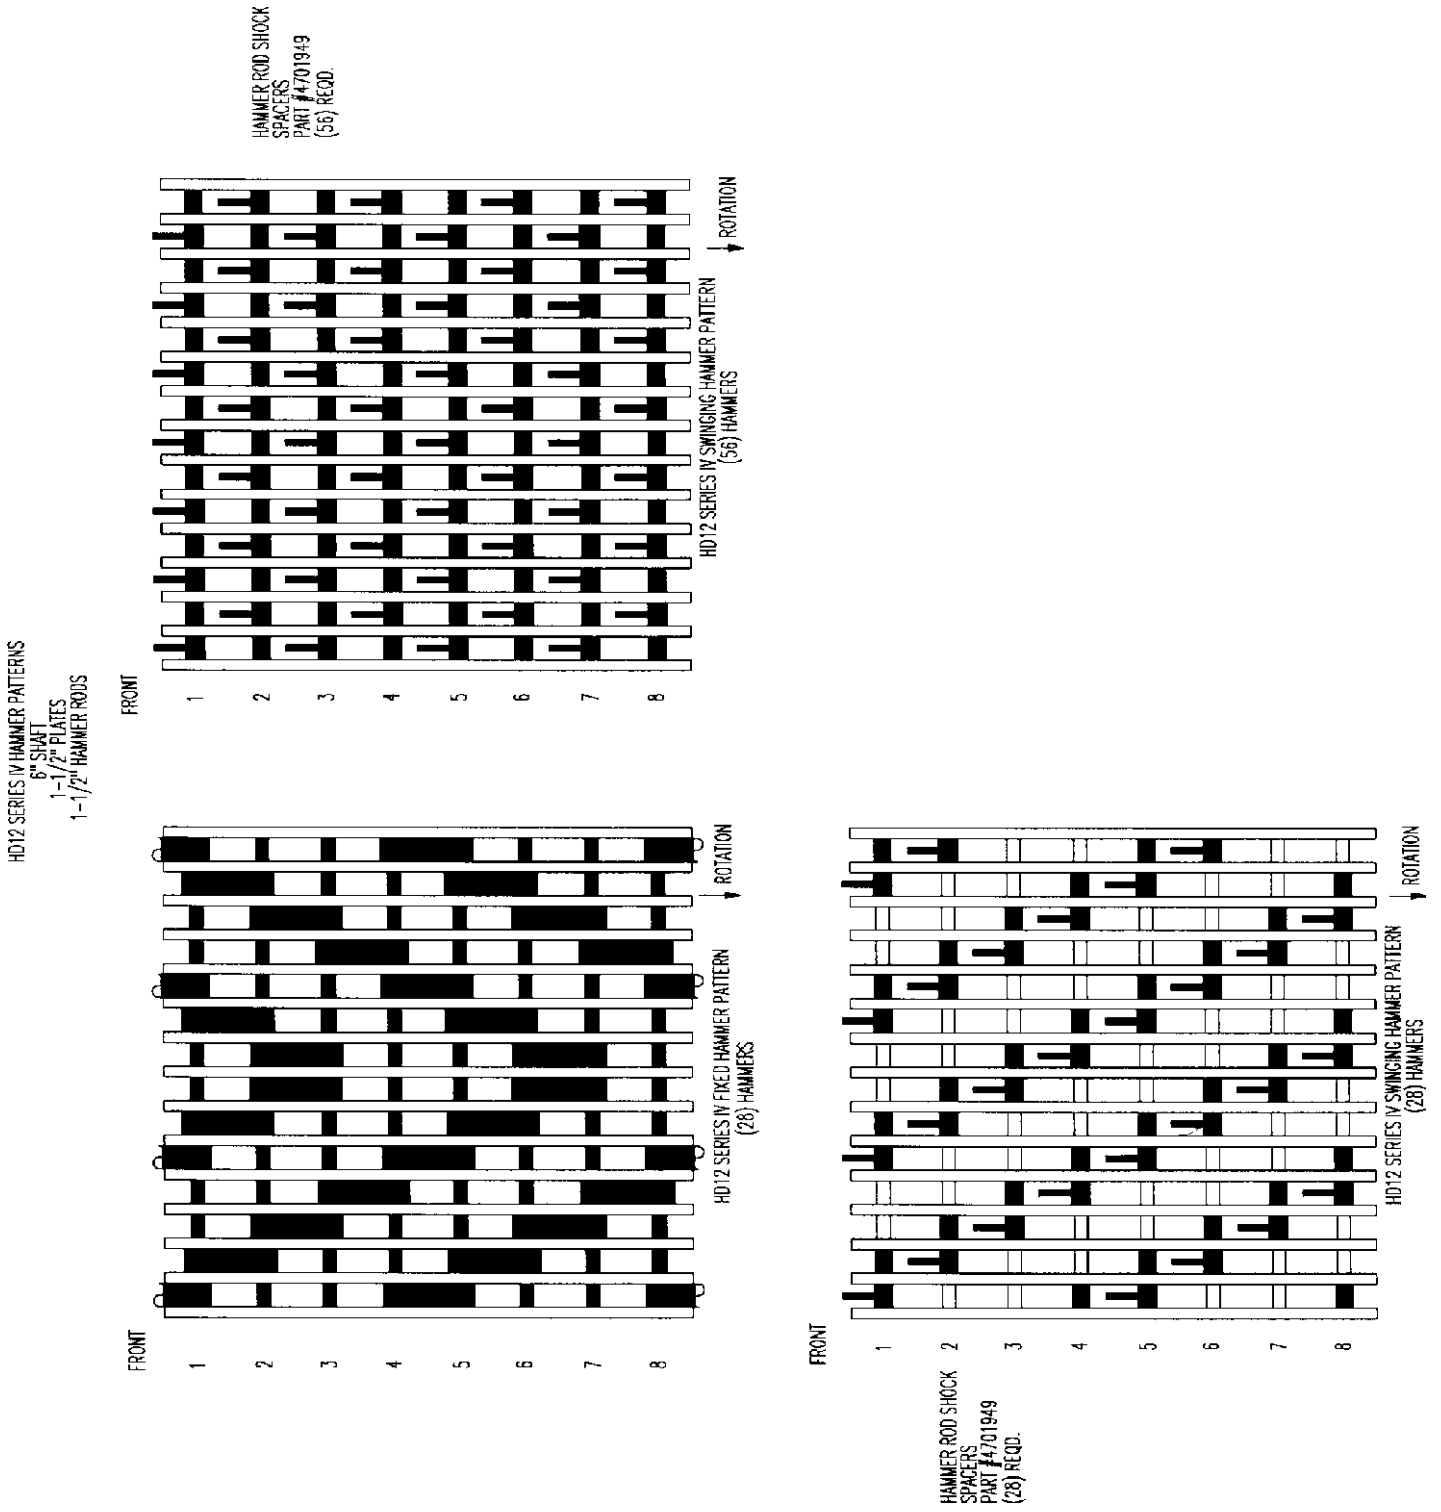 HD12 SERIES IV HAMMER PATTERNS
6" SHAFT
1-1/2" PLATES
1-1/2" HAMMER RODS
FRONT
1
2
3
4
5
6
7
8
ROTATION
HD12 SERIES IV FIXED HAMMER PATTERN
(28) HAMMERS
FRONT
1
2
3
4
5
6
7
8
ROTATION
HD12 SERIES IV SWINGING HAMMER PATTERN
(56) HAMMERS
HAMMER ROD SHOCK
SPACERS
PART #4701949
(56) REQD.
HAMMER ROD SHOCK
SPACERS
PART #4701949
(28) REQD.
FRONT
1
2
3
4
5
6
7
8
ROTATION
HD12 SERIES IV SWINGING HAMMER PATTERN
(28) HAMMERS